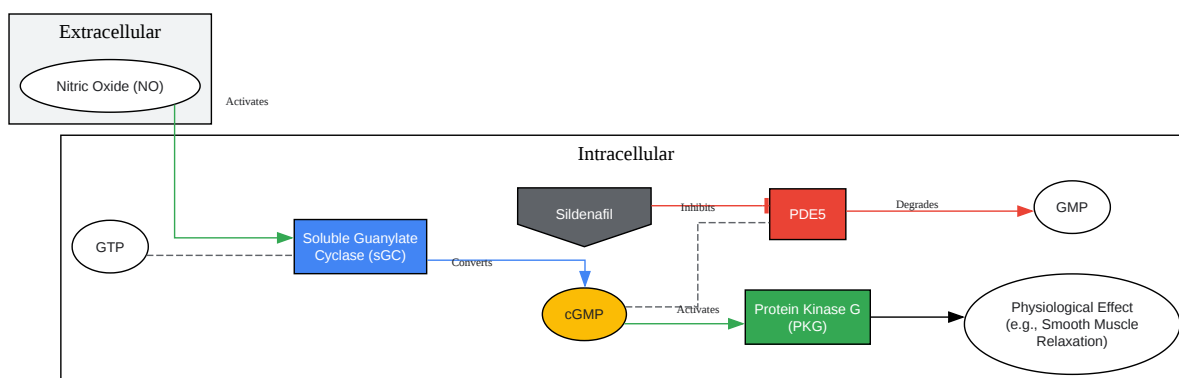 Extracellular
Nitric Oxide (NO)
Activates
Intracellular
Sildenafil
Inhibits
PDE5
Degrades
GMP
GTP
Soluble Guanylate
Cyclase (sGC)
Converts
cGMP
Activates
Protein Kinase G
(PKG)
Physiological Effect
(e.g., Smooth Muscle
Relaxation)